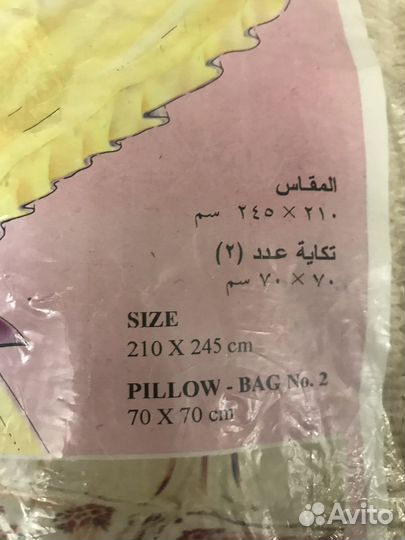 المقـاس
٢١٠ × ٢٤٥ سم
تكاية عدد (٢)
٧٠ × ٧٠ سم
SIZE
210 X 245 cm
PILLOW - BAG No. 2
70 X 70 cm
Avito